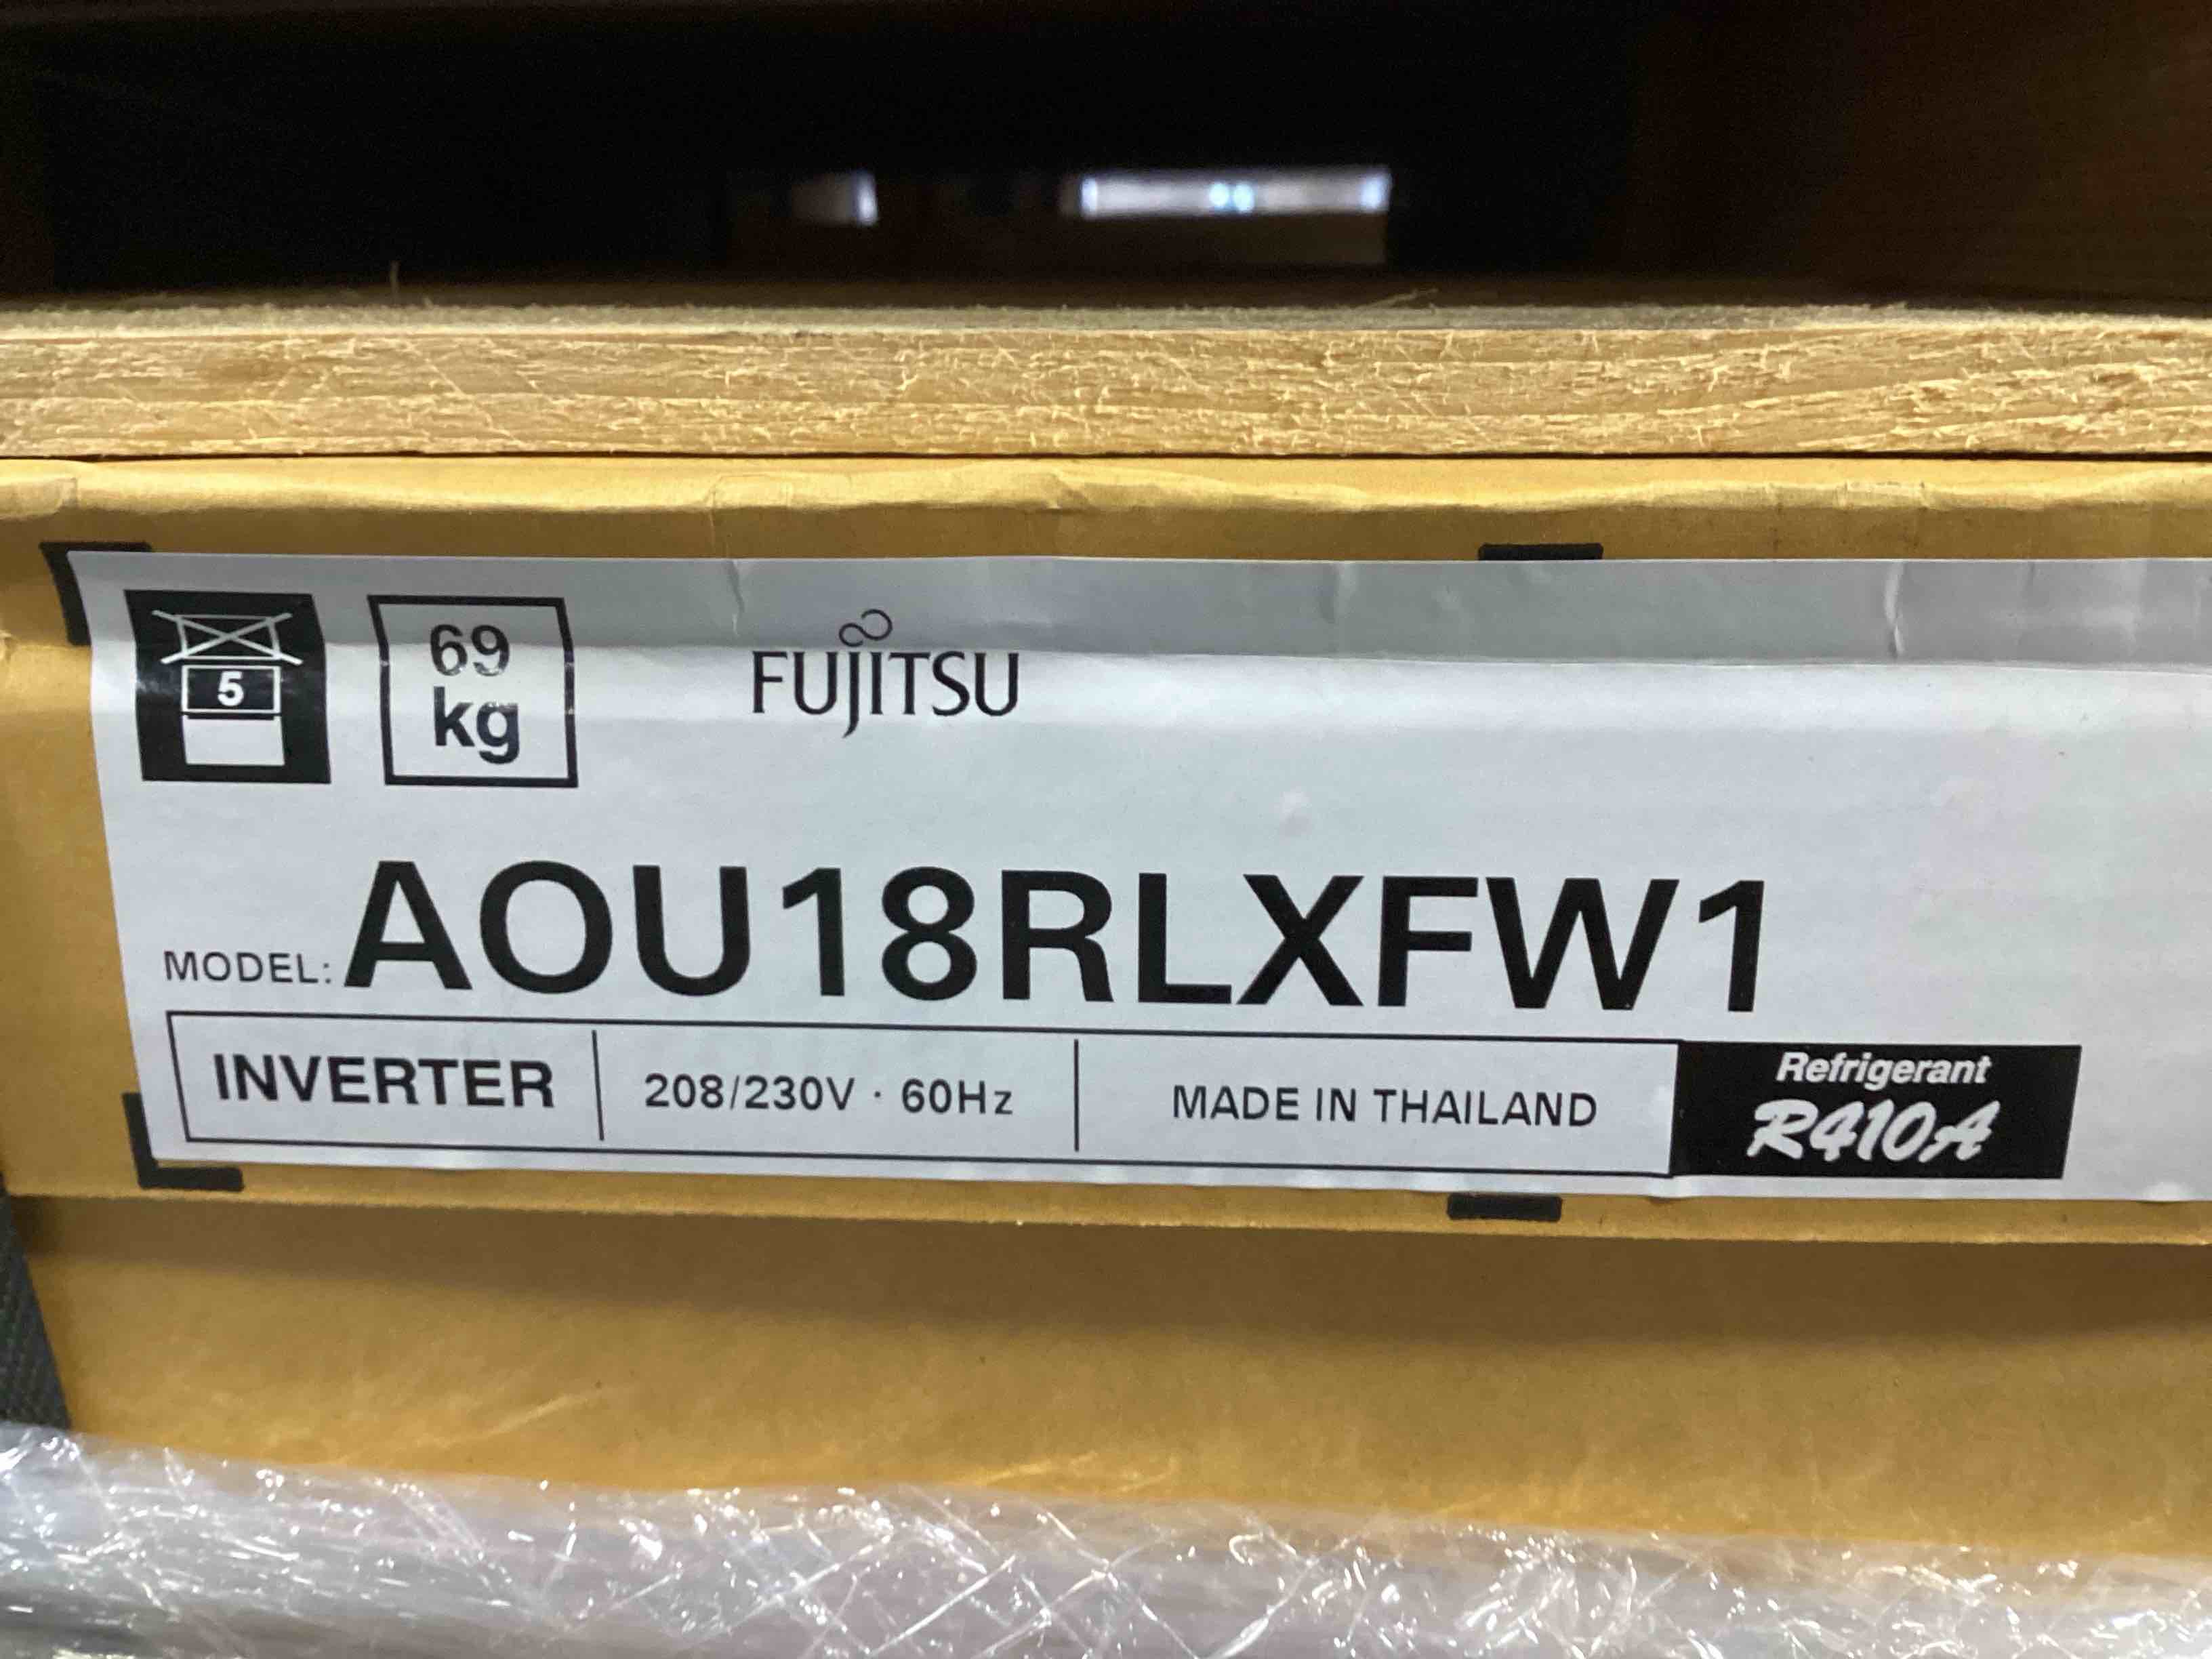 5
69
kg
FUJITSU
MODEL: AOU18RLXFW1
INVERTER 208/230V · 60Hz MADE IN THAILAND
Refrigerant
R410A